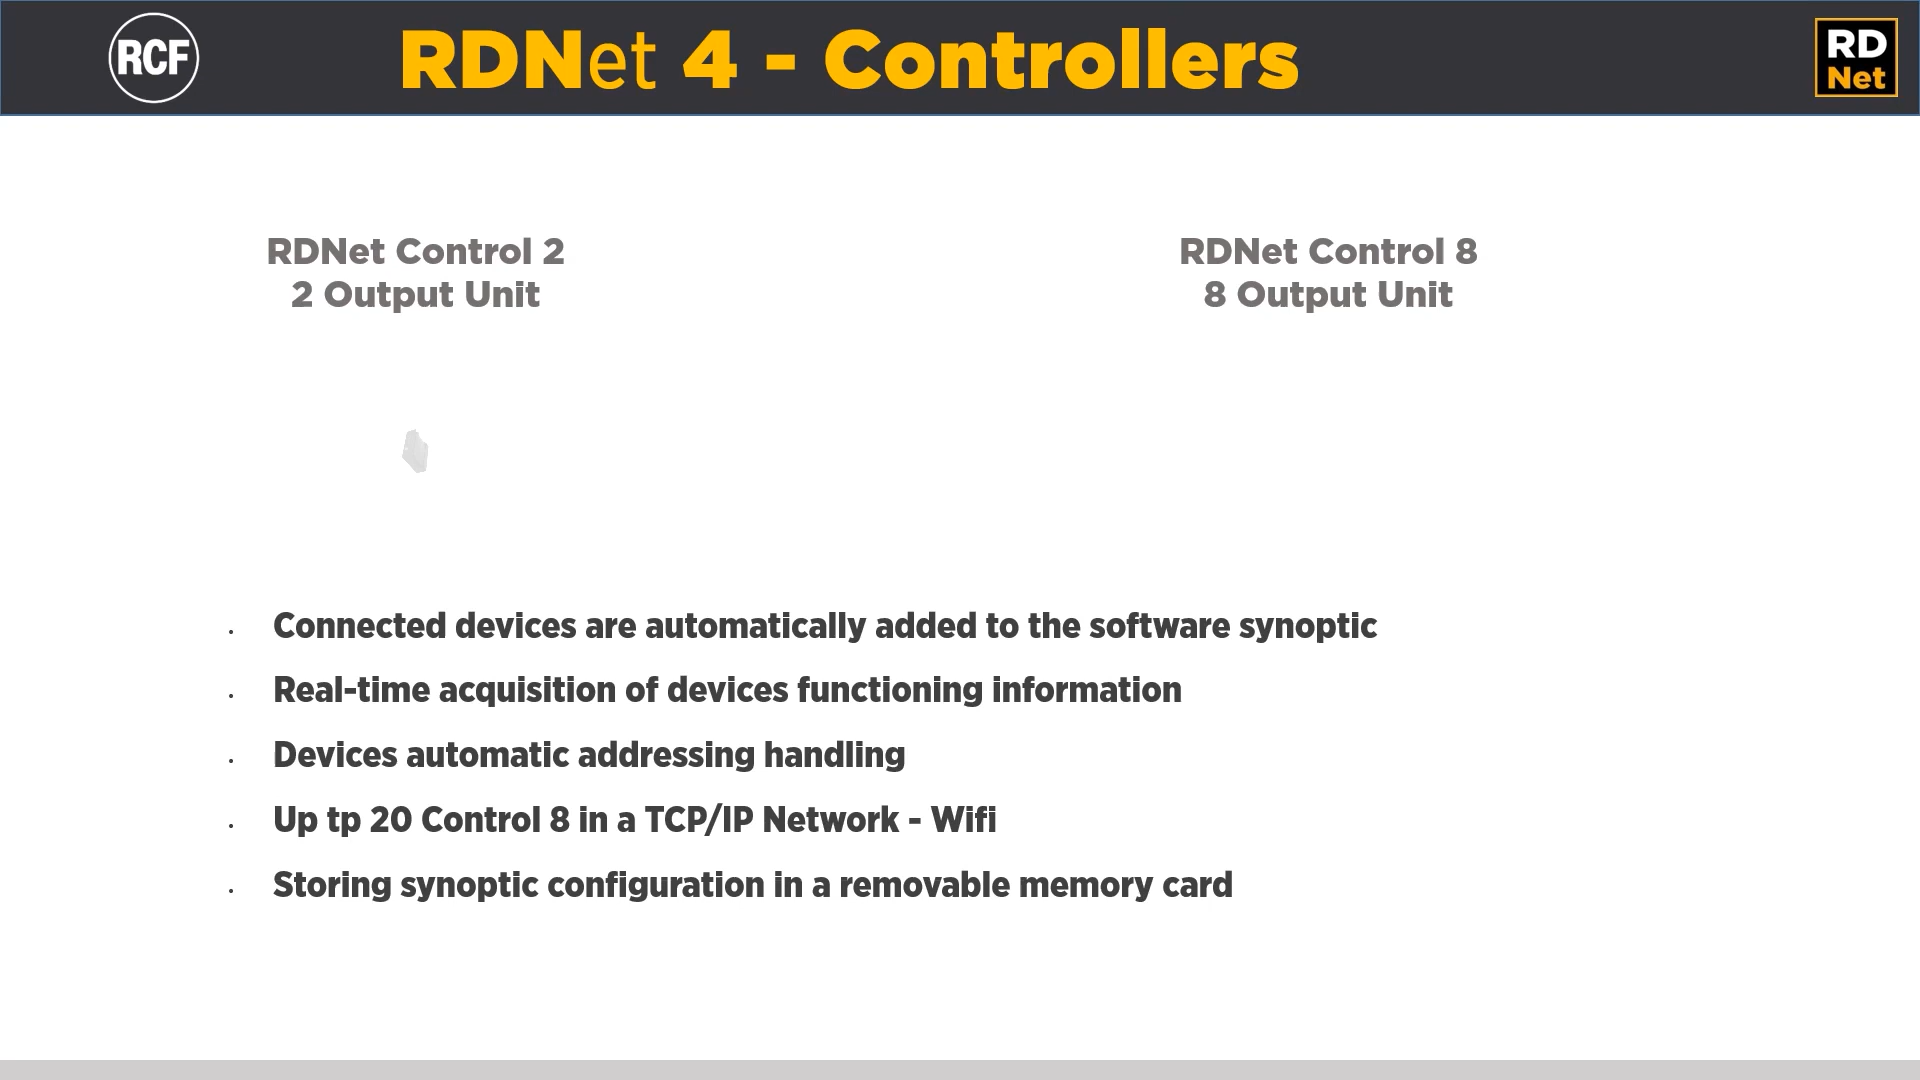 RCF
RDNet 4 - Controllers
RD
Net
RDNet Control 2
2 Output Unit
RDNet Control 8
8 Output Unit
· Connected devices are automatically added to the software synoptic
· Real-time acquisition of devices functioning information
· Devices automatic addressing handling
· Up tp 20 Control 8 in a TCP/IP Network - Wifi
· Storing synoptic configuration in a removable memory card